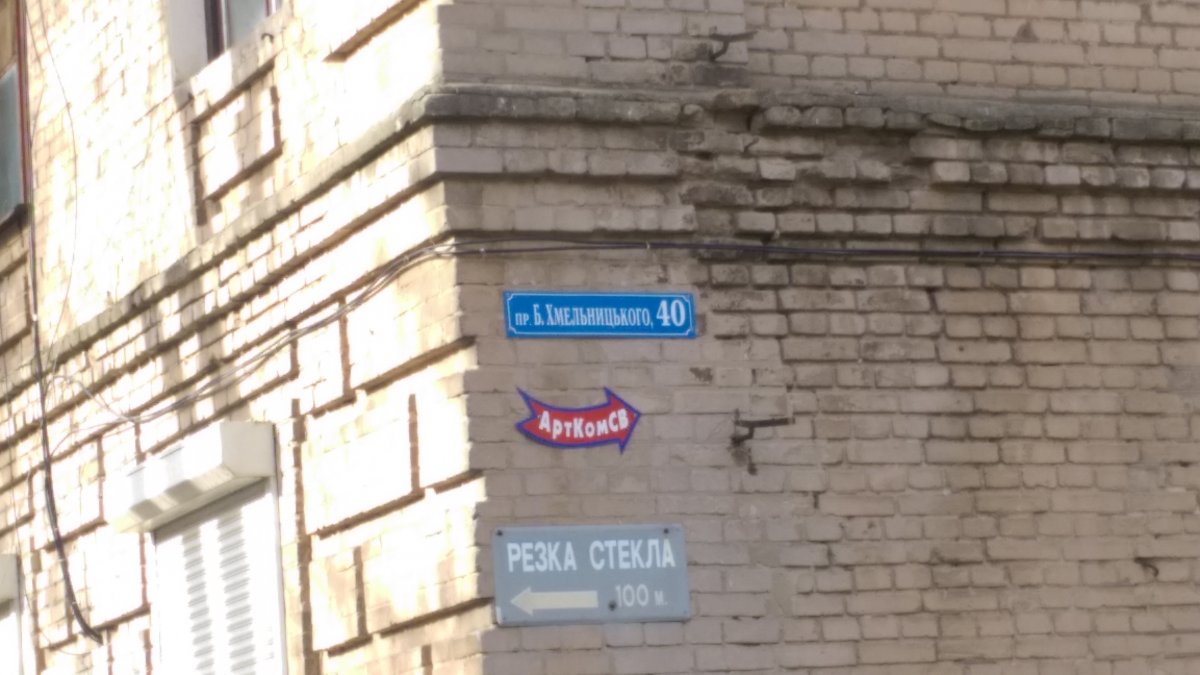 пр. Б. Хмельницького, 40
АртКомСВ
РЕЗКА СТЕКЛА
100 м.